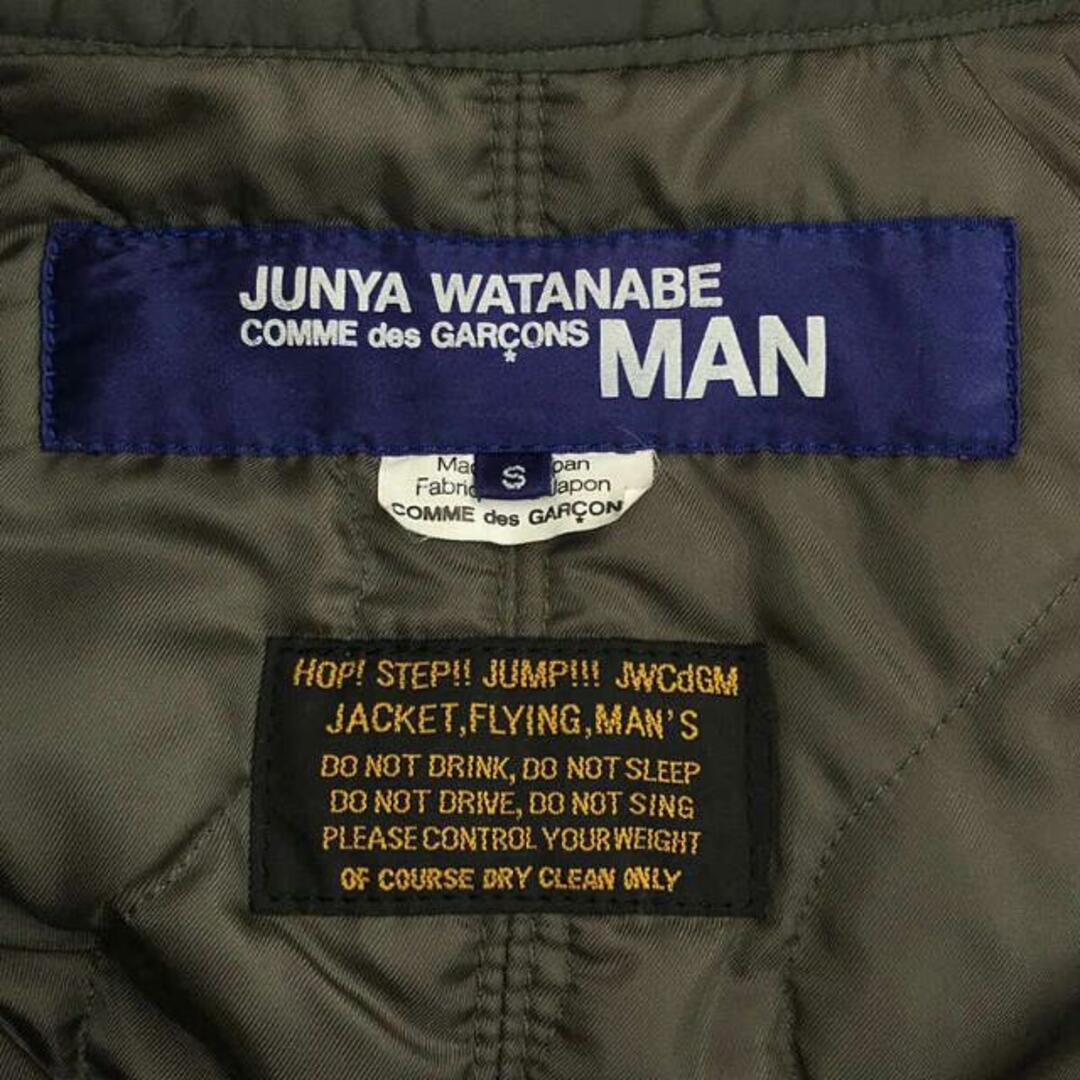 JUNYA WATANABE
COMME des GARÇONS MAN
S
Japon
COMME des GARÇON
HOP! STEP!! JUMP!!! JWCdGM
JACKET,FLYING,MAN'S
DO NOT DRINK, DO NOT SLEEP
DO NOT DRIVE, DO NOT SING
PLEASE CONTROL YOUR WEIGHT
OF COURSE DRY CLEAN ONLY